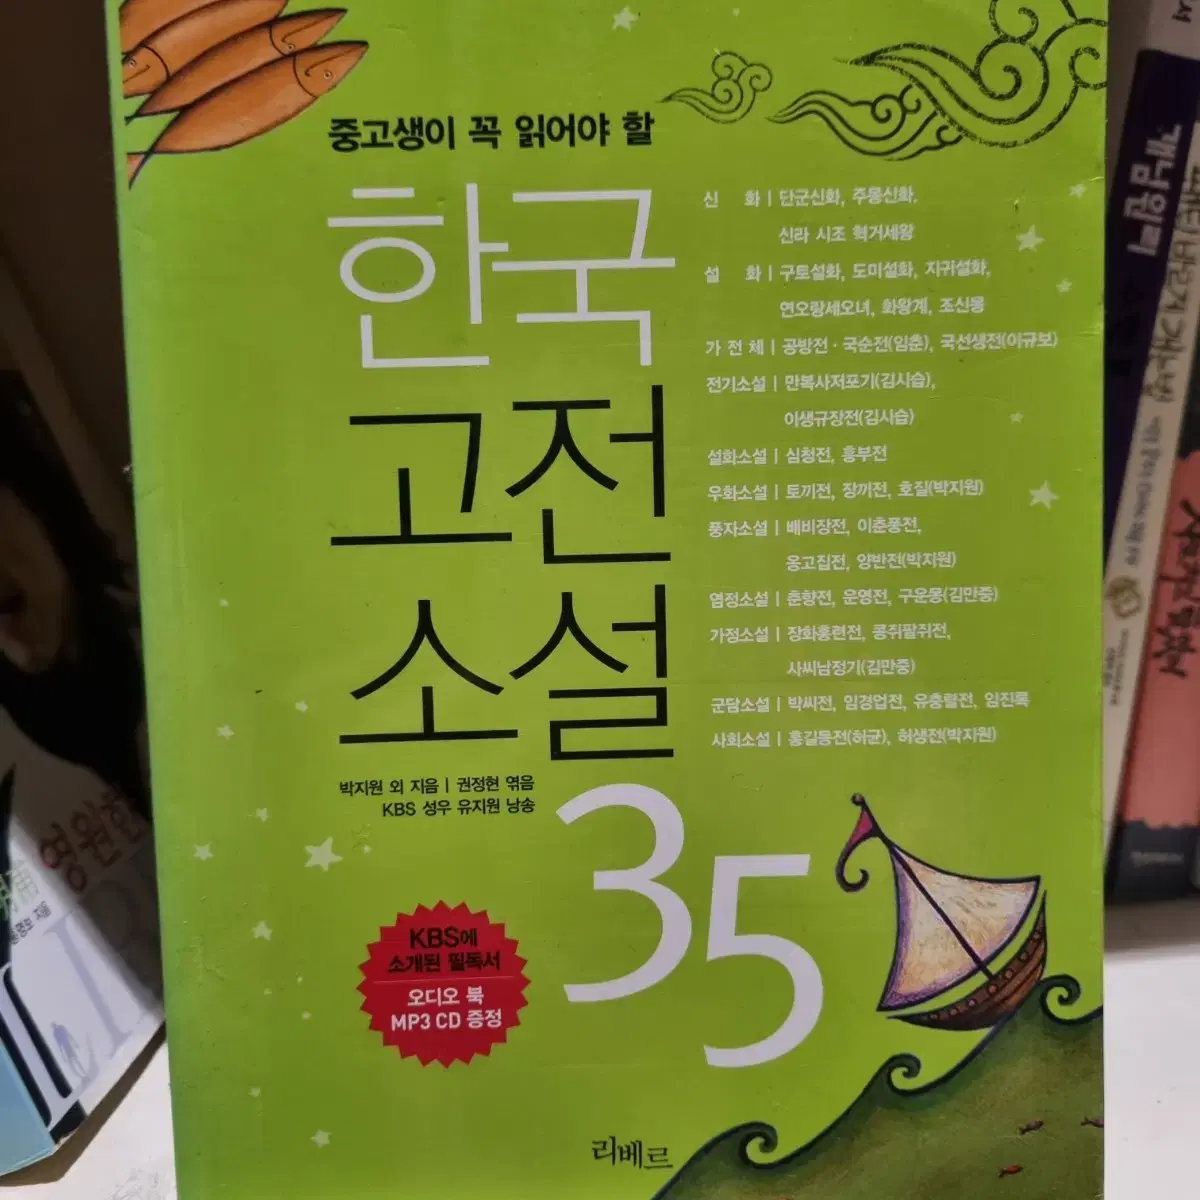 중고생이 꼭 읽어야 할
한국
고전
소설
35
신 화 | 단군신화, 주몽신화,
신라 시조 혁거세왕
설 화 | 구토설화, 도미설화, 지귀설화,
연오랑세오녀, 화왕계, 조신몽
가 전 체 | 공방전 · 국순전(임춘), 국선생전(이규보)
전기소설 | 만복사저포기(김시습),
이생규장전(김시습)
설화소설 | 심청전, 흥부전
우화소설 | 토끼전, 장끼전, 호질(박지원)
풍자소설 | 배비장전, 이춘풍전,
옹고집전, 양반전(박지원)
염정소설 | 춘향전, 운영전, 구운몽(김만중)
가정소설 | 장화홍련전, 콩쥐팥쥐전,
사씨남정기(김만중)
군담소설 | 박씨전, 임경업전, 유충렬전, 임진록
사회소설 | 홍길동전(허균), 허생전(박지원)
박지원 외 지음 | 권정현 엮음
KBS 성우 유지원 낭송
KBS에
소개된 필독서
오디오 북
MP3 CD 증정
리베르
영원한